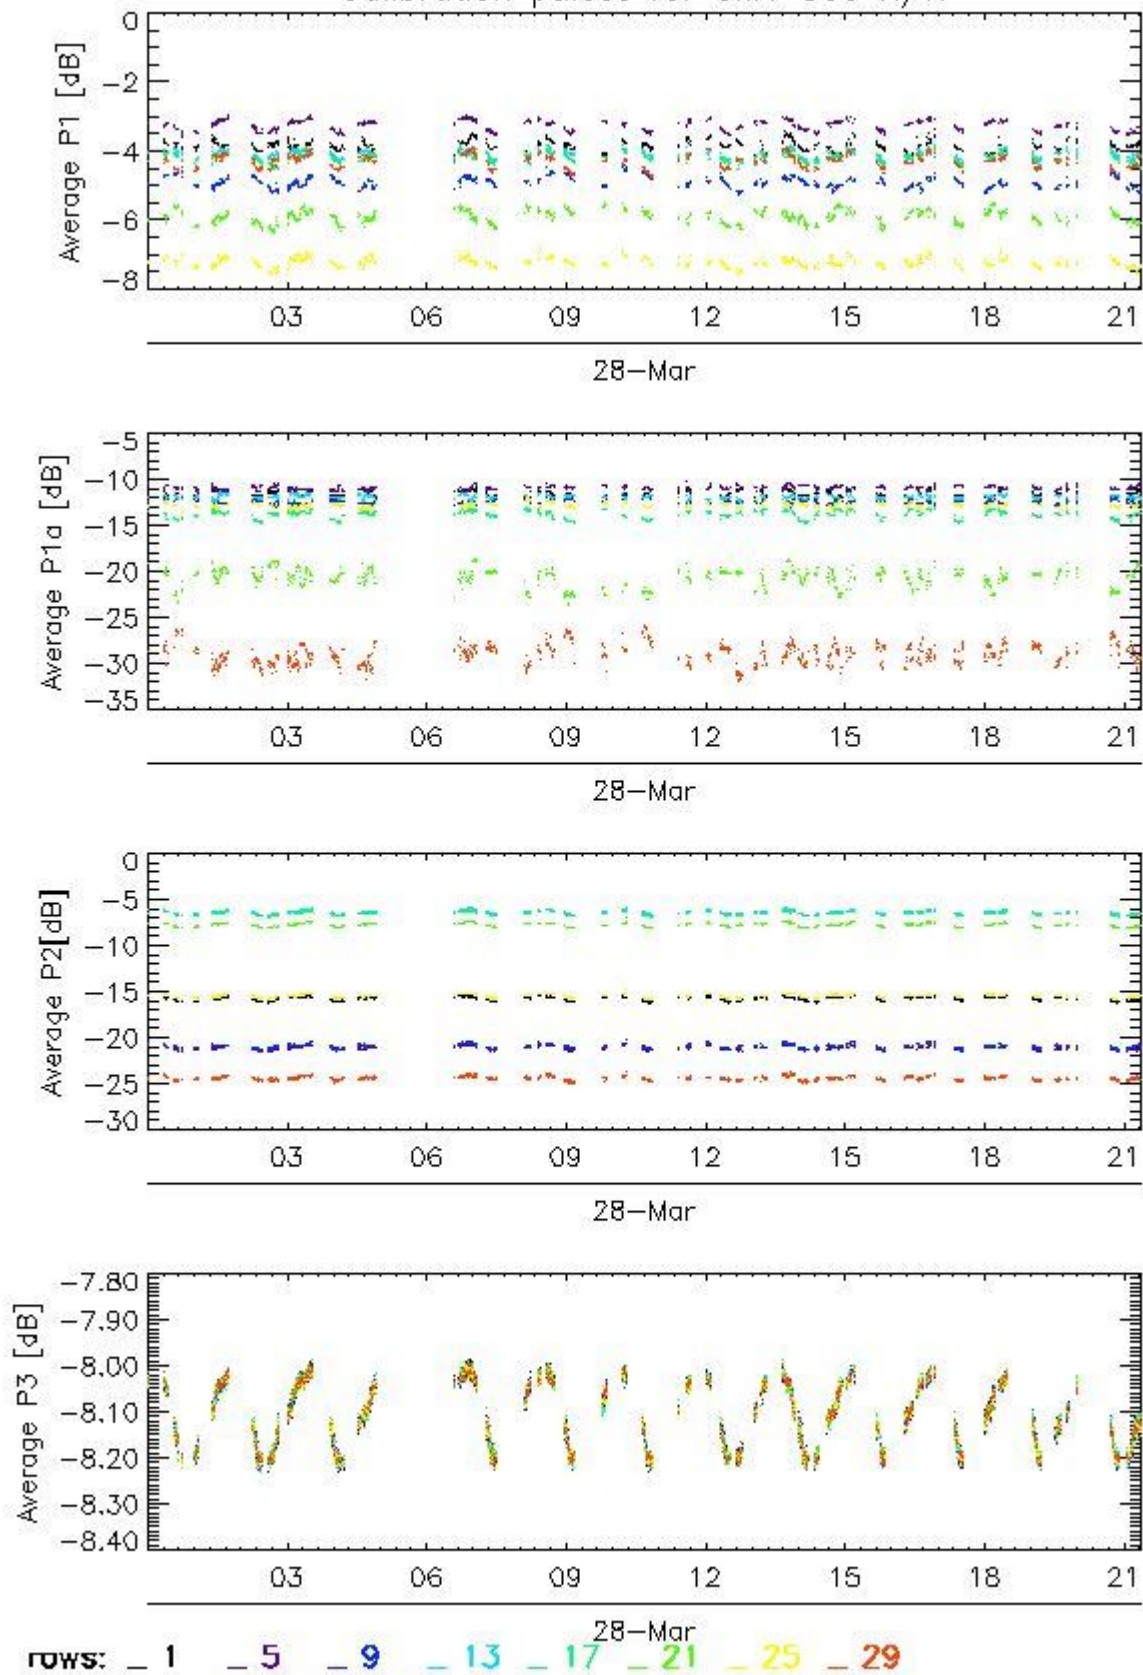 0
−2
−4
−6
−8
Average P1 [dB]
03 06 09 12 15 18 21
28−Mar
−5
−10
−15
−20
−25
−30
−35
Average P1a [dB]
03 06 09 12 15 18 21
28−Mar
0
−5
−10
−15
−20
−25
−30
Average P2[dB]
03 06 09 12 15 18 21
28−Mar
−7.80
−7.90
−8.00
−8.10
−8.20
−8.30
−8.40
Average P3 [dB]
03 06 09 12 15 18 21
28−Mar
rows: _ 1 _ 5 _ 9 _ 13 _ 17 _ 21 _ 25 _ 29